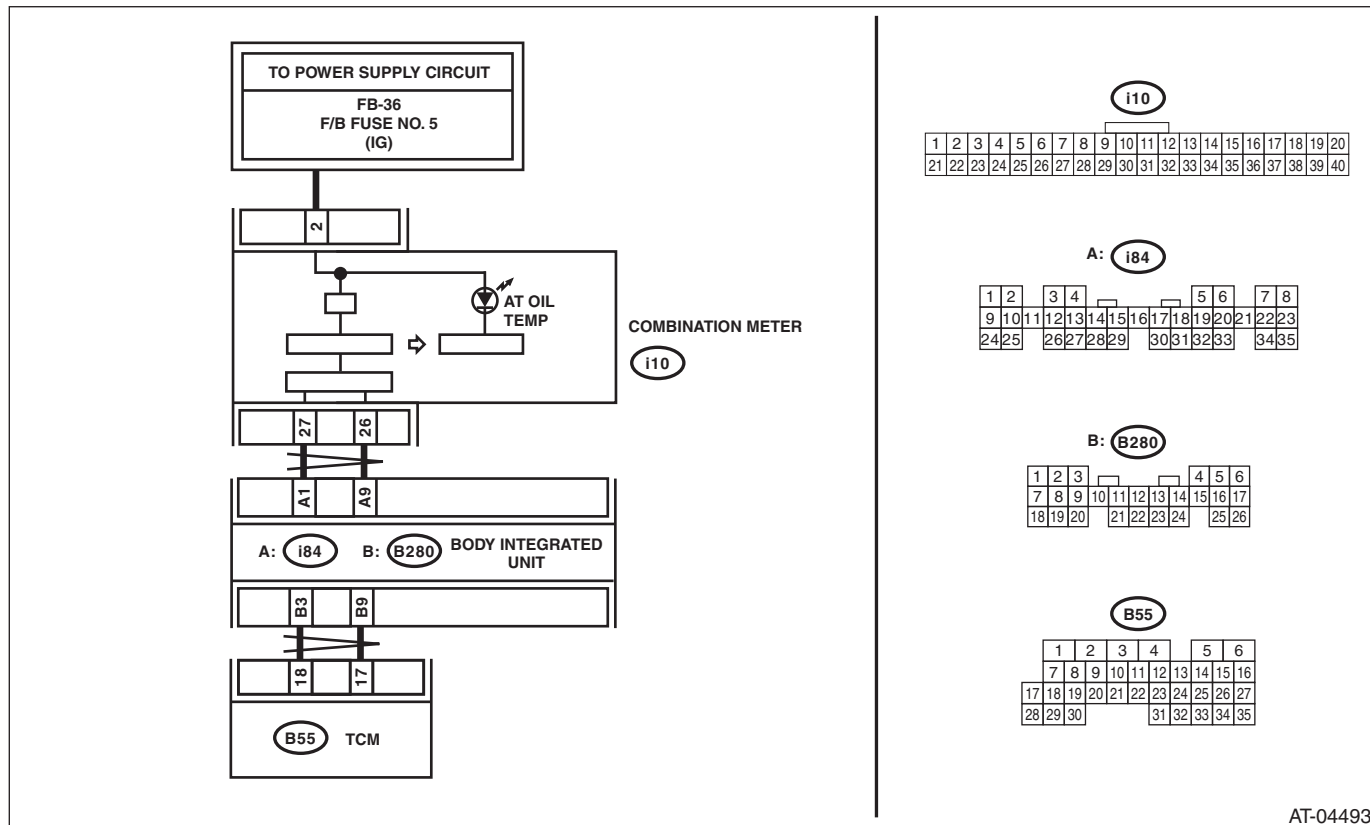 TO POWER SUPPLY CIRCUIT
FB-36
F/B FUSE NO. 5
(IG)
2
AT OIL
TEMP
COMBINATION METER
i10
27 26
A1 A9
A: i84 B: B280 BODY INTEGRATED
UNIT
B3 B9
18 17
B55 TCM
i10
1 2 3 4 5 6 7 8 9 10 11 12 13 14 15 16 17 18 19 20
21 22 23 24 25 26 27 28 29 30 31 32 33 34 35 36 37 38 39 40
A: i84
1 2 3 4 5 6 7 8
9 10 11 12 13 14 15 16 17 18 19 20 21 22 23
24 25 26 27 28 29 30 31 32 33 34 35
B: B280
1 2 3 4 5 6
7 8 9 10 11 12 13 14 15 16 17
18 19 20 21 22 23 24 25 26
B55
1 2 3 4 5 6
7 8 9 10 11 12 13 14 15 16
17 18 19 20 21 22 23 24 25 26 27
28 29 30 31 32 33 34 35
AT-04493